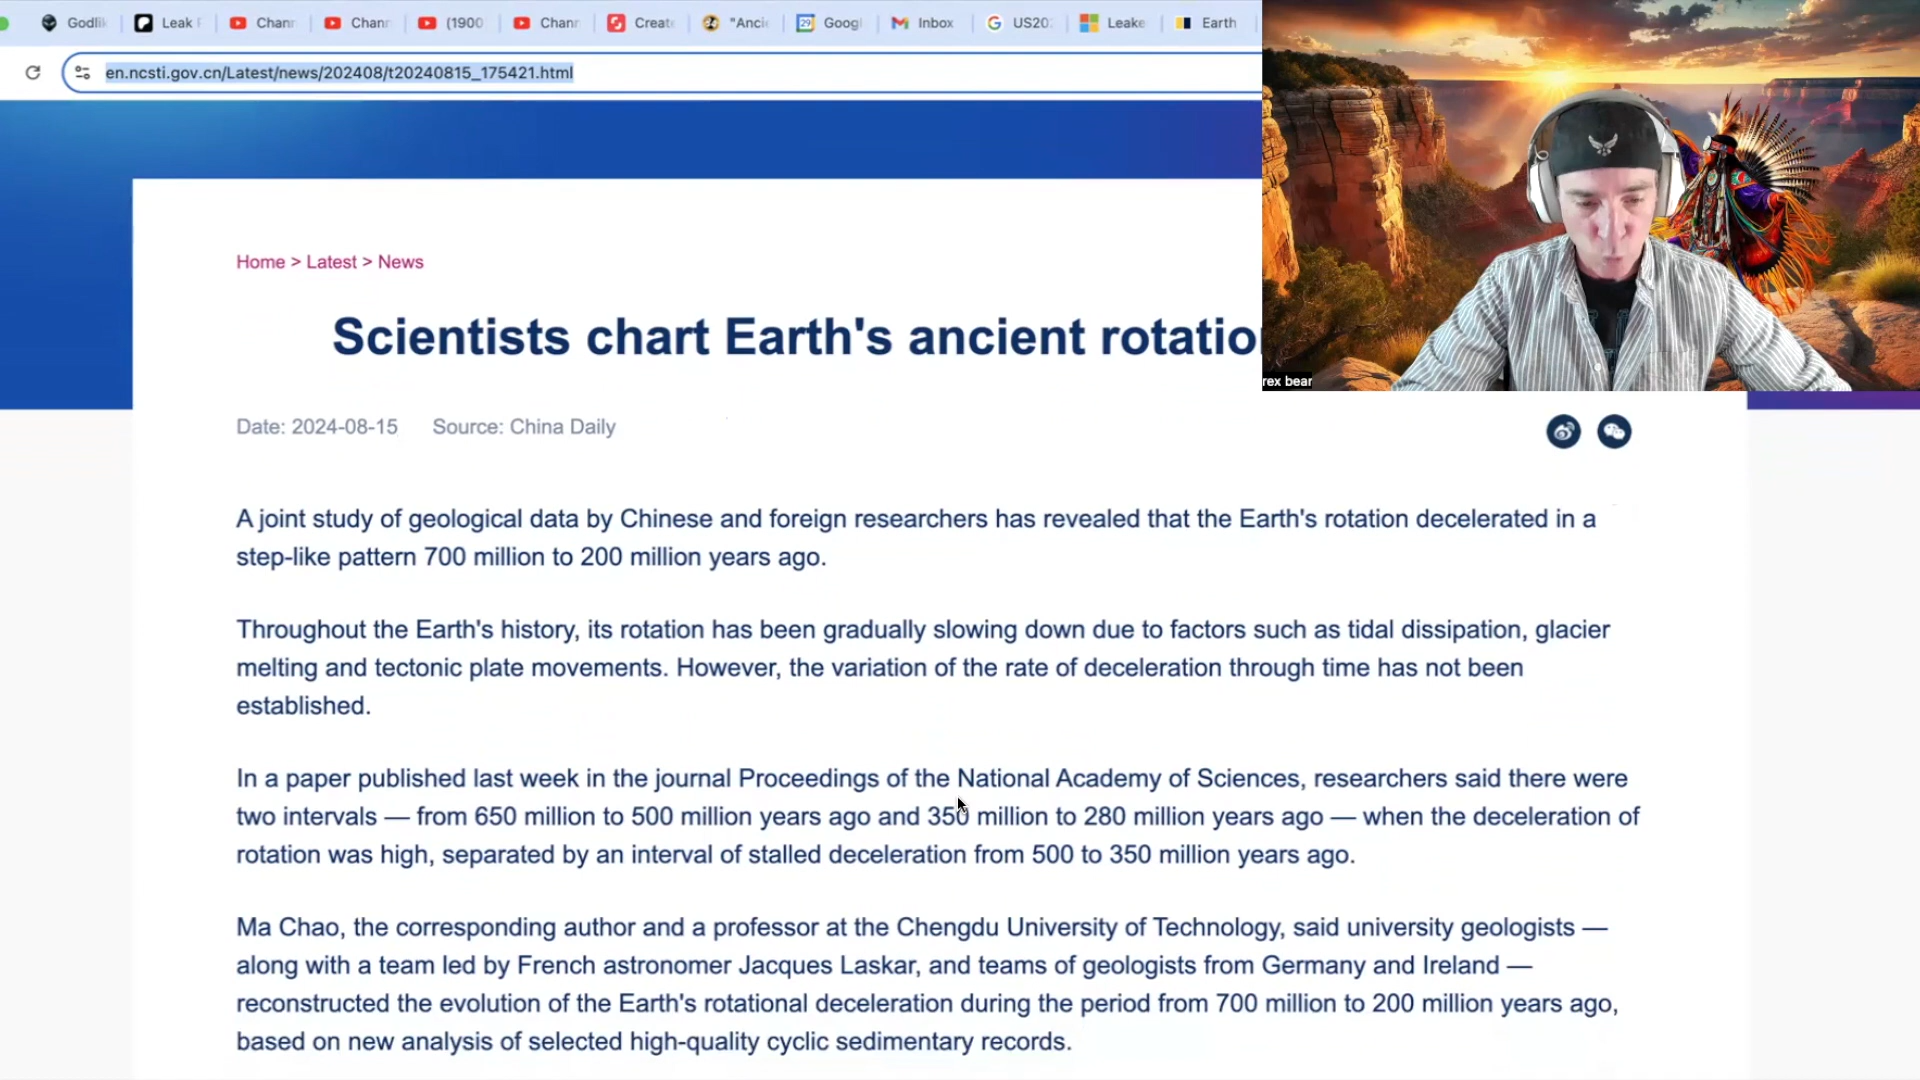 Godlik
Leak F
Chann
Chann
(1900
Chann
Create
"Ancie
Googl
Inbox
US20
Leake
Earth
en.ncsti.gov.cn/Latest/news/202408/t20240815_175421.html
Home > Latest > News
Scientists chart Earth's ancient rotatio
rex bear
Date: 2024-08-15 Source: China Daily
A joint study of geological data by Chinese and foreign researchers has revealed that the Earth's rotation decelerated in a
step-like pattern 700 million to 200 million years ago.
Throughout the Earth's history, its rotation has been gradually slowing down due to factors such as tidal dissipation, glacier
melting and tectonic plate movements. However, the variation of the rate of deceleration through time has not been
established.
In a paper published last week in the journal Proceedings of the National Academy of Sciences, researchers said there were
two intervals — from 650 million to 500 million years ago and 350 million to 280 million years ago — when the deceleration of
rotation was high, separated by an interval of stalled deceleration from 500 to 350 million years ago.
Ma Chao, the corresponding author and a professor at the Chengdu University of Technology, said university geologists —
along with a team led by French astronomer Jacques Laskar, and teams of geologists from Germany and Ireland —
reconstructed the evolution of the Earth's rotational deceleration during the period from 700 million to 200 million years ago,
based on new analysis of selected high-quality cyclic sedimentary records.